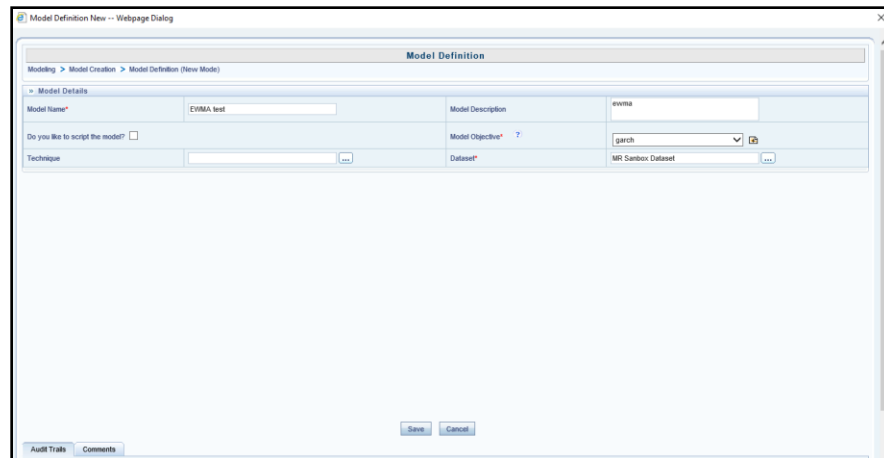 Model Definition New -- Webpage Dialog
Model Definition
Modeling > Model Creation > Model Definition (New Mode)
» Model Details
Model Name* EWMA test Model Description ewma
Do you like to script the model? Model Objective* ? garch
Technique ... Dataset* MR Sanbox Dataset ...
Save Cancel
Audit Trails Comments